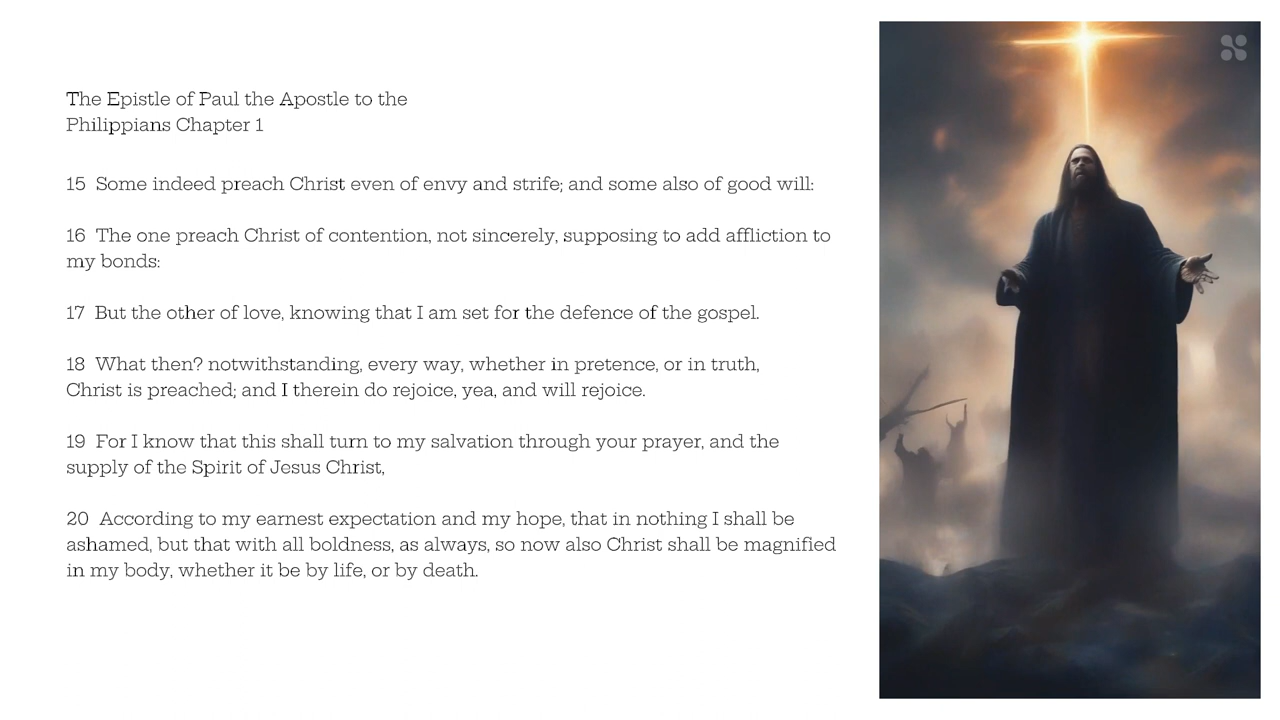 The Epistle of Paul the Apostle to the
Philippians Chapter 1
15 Some indeed preach Christ even of envy and strife; and some also of good will:
16 The one preach Christ of contention, not sincerely, supposing to add affliction to
my bonds:
17 But the other of love, knowing that I am set for the defence of the gospel.
18 What then? notwithstanding, every way, whether in pretence, or in truth,
Christ is preached; and I therein do rejoice, yea, and will rejoice.
19 For I know that this shall turn to my salvation through your prayer, and the
supply of the Spirit of Jesus Christ,
20 According to my earnest expectation and my hope, that in nothing I shall be
ashamed, but that with all boldness, as always, so now also Christ shall be magnified
in my body, whether it be by life, or by death.